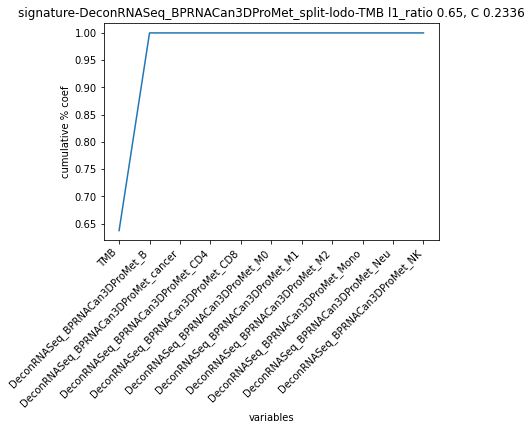 signature-DeconRNASeq_BPRNACan3DProMet_split-lodo-TMB l1_ratio 0.65, C 0.2336
1.00
0.95
0.90
0.85
0.80
0.75
0.70
0.65
cumulative % coef
TMB
DeconRNASeq_BPRNACan3DProMet_B
DeconRNASeq_BPRNACan3DProMet_cancer
DeconRNASeq_BPRNACan3DProMet_CD4
DeconRNASeq_BPRNACan3DProMet_CD8
DeconRNASeq_BPRNACan3DProMet_M0
DeconRNASeq_BPRNACan3DProMet_M1
DeconRNASeq_BPRNACan3DProMet_M2
DeconRNASeq_BPRNACan3DProMet_Mono
DeconRNASeq_BPRNACan3DProMet_Neu
DeconRNASeq_BPRNACan3DProMet_NK
variables